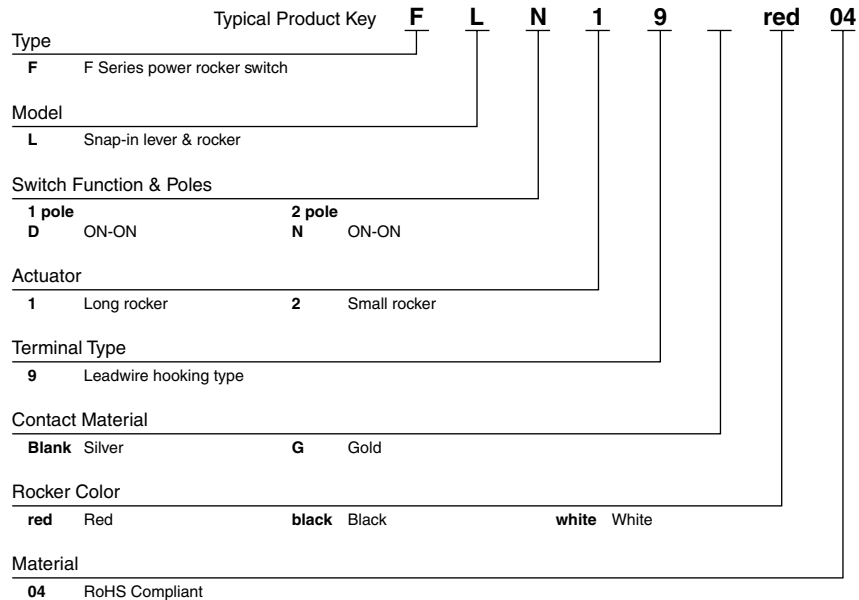 Typical Product Key F L N 1 9 red 04
Type
F F Series power rocker switch
Model
L Snap-in lever & rocker
Switch Function & Poles
1 pole 2 pole
D ON-ON N ON-ON
Actuator
1 Long rocker 2 Small rocker
Terminal Type
9 Leadwire hooking type
Contact Material
Blank Silver G Gold
Rocker Color
red Red black Black white White
Material
04 RoHS Compliant